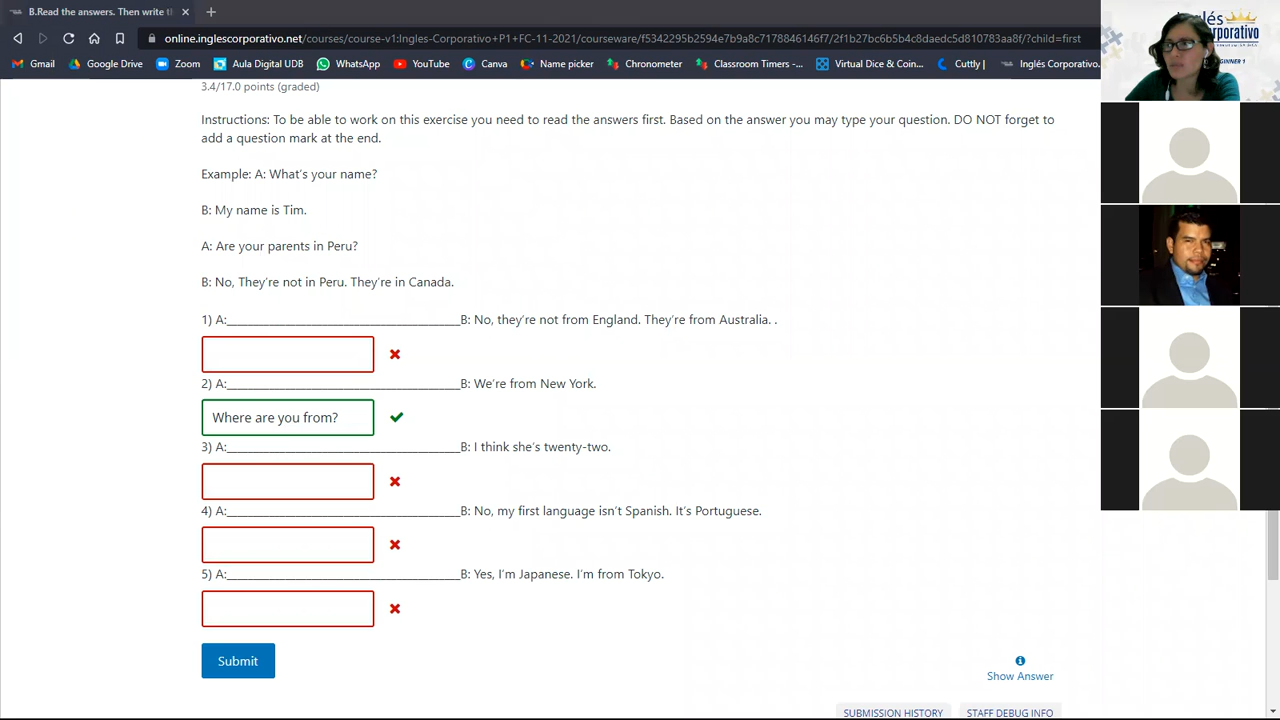 B.Read the answers. Then write th
online.inglescorporativo.net/courses/course-v1:Ingles-Corporativo+P1TFC-T1+2021/courseware/f5342295b2594e7b9a8c7178846146f7/2f1b27bc6b5b4c8daedc5d810783aa8f/?child=first
Gmail
Google Drive
Zoom
Aula Digital UDB
WhatsApp
YouTube
Canva
Name picker
Chronometer
Classroom Timers - ...
Virtual Dice & Coin...
Cuttly |
Inglés Corporativo.
3.4/17.0 points (graded)
Instructions: To be able to work on this exercise you need to read the answers first. Based on the answer you may type your question. DO NOT forget to
add a question mark at the end.
Example: A: What's your name?
B: My name is Tim.
A: Are your parents in Peru?
B: No, They're not in Peru. They're in Canada.
1) A:______________________________B: No, they're not from England. They're from Australia. .
2) A:______________________________B: We're from New York.
Where are you from?
3) A:______________________________B: I think she's twenty-two.
4) A:______________________________B: No, my first language isn't Spanish. It's Portuguese.
5) A:______________________________B: Yes, I'm Japanese. I'm from Tokyo.
Submit
Show Answer
SUBMISSION HISTORY
STAFF DEBUG INFO